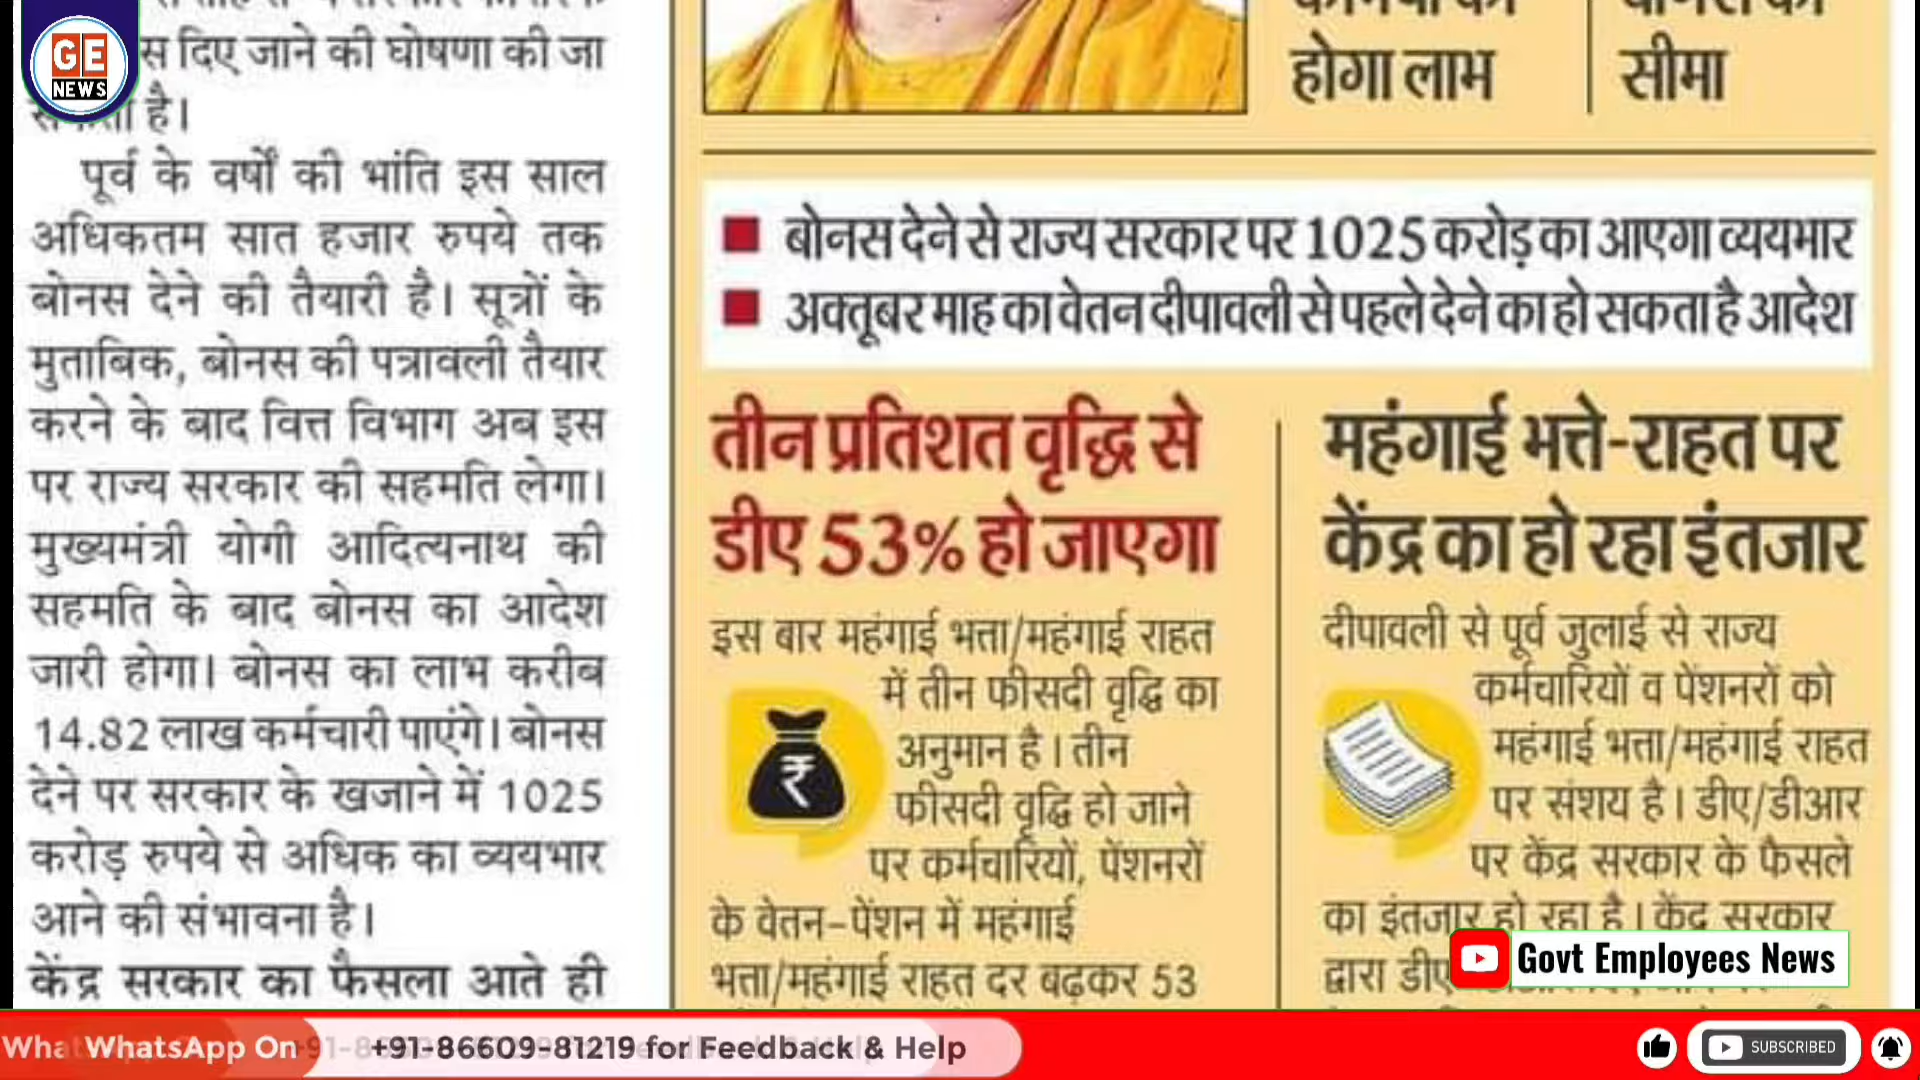 GE
NEWS
स दिए जाने की घोषणा की जा
है।
पूर्व के वर्षों की भांति इस साल
अधिकतम सात हजार रुपये तक
बोनस देने की तैयारी है। सूत्रों के
मुताबिक, बोनस की पत्रावली तैयार
करने के बाद वित्त विभाग अब इस
पर राज्य सरकार की सहमति लेगा।
मुख्यमंत्री योगी आदित्यनाथ की
सहमति के बाद बोनस का आदेश
जारी होगा। बोनस का लाभ करीब
14.82 लाख कर्मचारी पाएंगे। बोनस
देने पर सरकार के खजाने में 1025
करोड़ रुपये से अधिक का व्ययभार
आने की संभावना है।
केंद्र सरकार का फैसला आते ही
होगा लाभ
सीमा
बोनस देने से राज्य सरकार पर 1025 करोड़ का आएगा व्ययभार
अक्तूबर माह का वेतन दीपावली से पहले देने का हो सकता है आदेश
तीन प्रतिशत वृद्धि से
डीए 53% हो जाएगा
इस बार महंगाई भत्ता/महंगाई राहत
में तीन फीसदी वृद्धि का
अनुमान है। तीन
फीसदी वृद्धि हो जाने
पर कर्मचारियों, पेंशनरों
के वेतन-पेंशन में महंगाई
भत्ता/महंगाई राहत दर बढ़कर 53
महंगाई भत्ते-राहत पर
केंद्र का हो रहा इंतजार
दीपावली से पूर्व जुलाई से राज्य
कर्मचारियों व पेंशनरों को
महंगाई भत्ता/महंगाई राहत
पर संशय है। डीए/डीआर
पर केंद्र सरकार के फैसले
का इंतजार हो रहा है। केंद्र सरकार
द्वारा डीए
Govt Employees News
WhatsApp On +91-86609-81219 for Feedback & Help
SUBSCRIBED